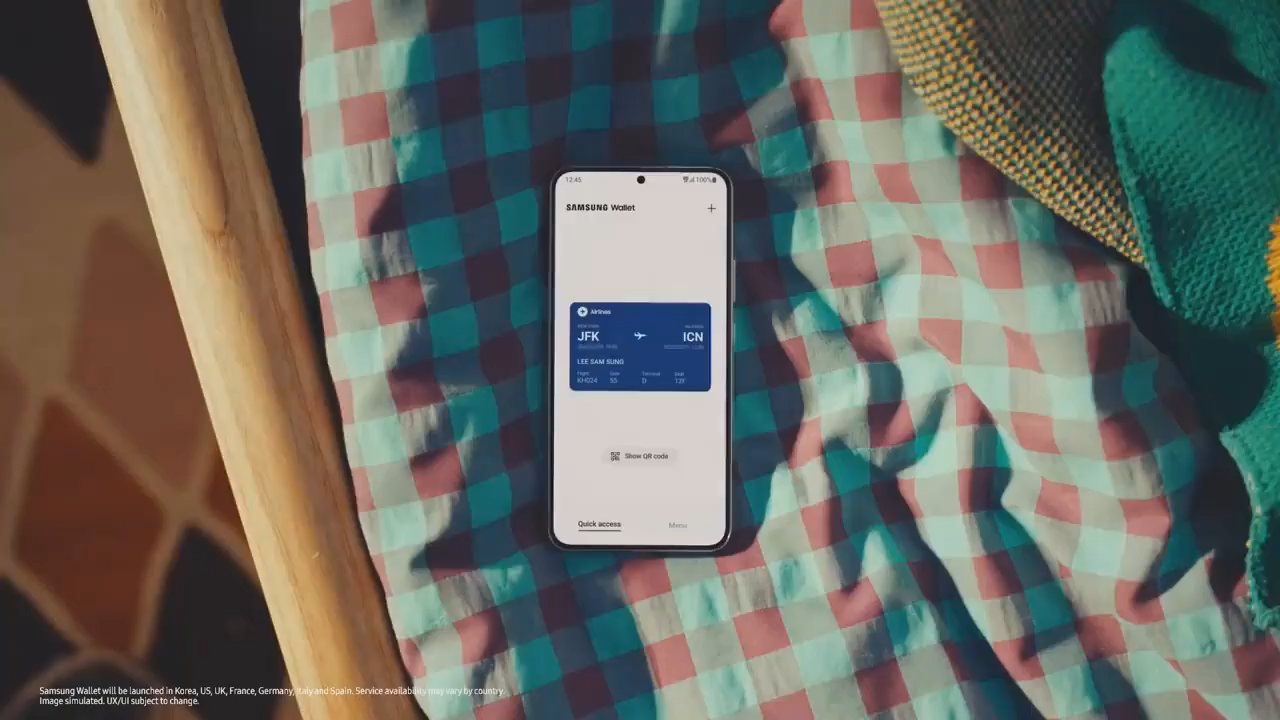 12:45
100%
SAMSUNG Wallet
+
Airlines
JFK
ICN
LEE SAM SUNG
Flight Gate Terminal Seat
KH024 55 D 12F
Show QR code
Quick access Menu
Samsung Wallet will be launched in Korea, US, UK, France, Germany, Italy and Spain. Service availability may vary by country.
Image simulated. UX/UI subject to change.